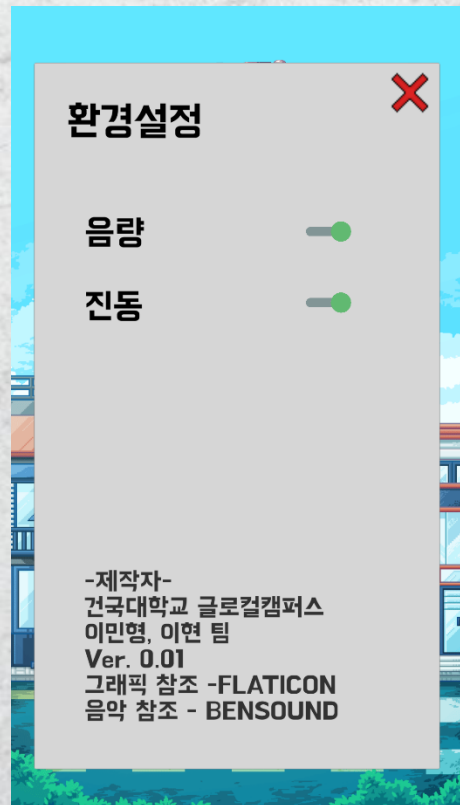 환경설정
음량
진동
-제작자-
건국대학교 글로컬캠퍼스
이민형, 이현 팀
Ver. 0.01
그래픽 참조 -FLATICON
음악 참조 - BENSOUND